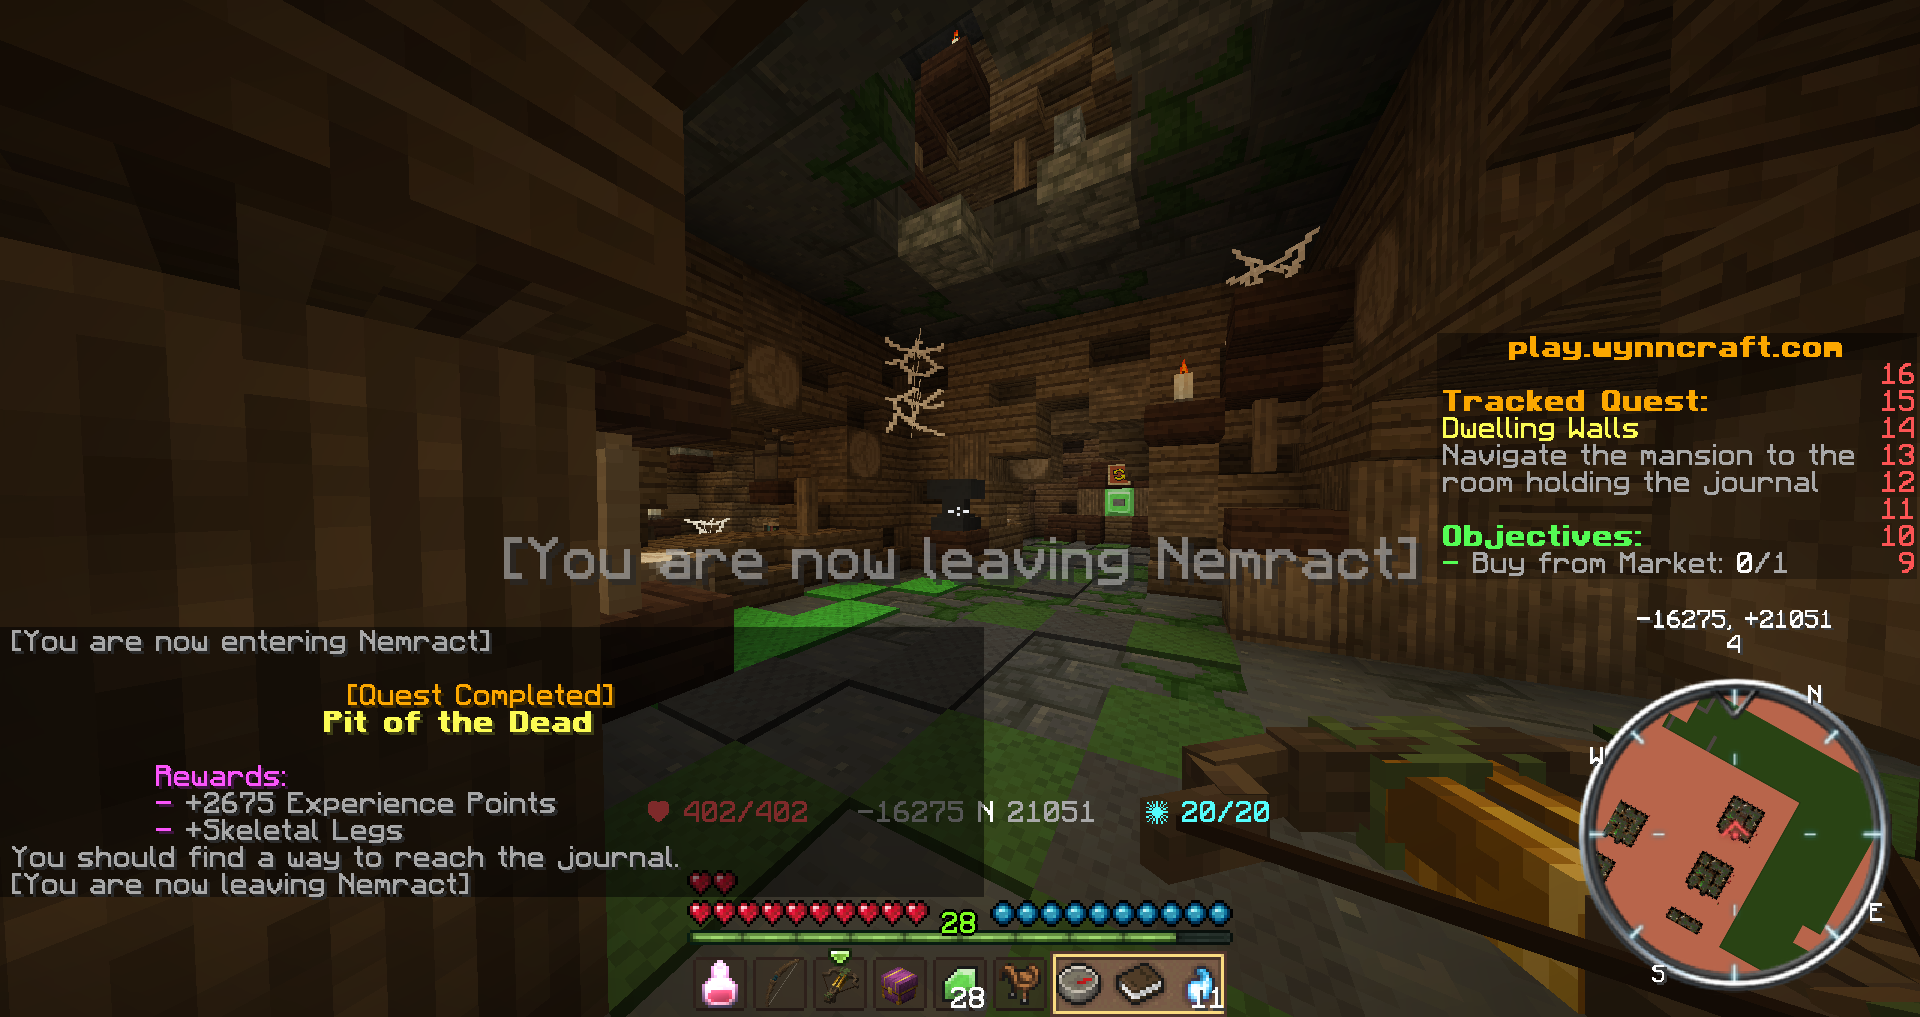 play.wynncraft.com
16
Tracked Quest: 15
Dwelling Walls 14
Navigate the mansion to the 13
room holding the journal 12
11
Objectives: 10
- Buy from Market: 0/1 9
[You are now leaving Nemract]
-16275, +21051
4
[You are now entering Nemract]
[Quest Completed]
Pit of the Dead
Rewards:
- +2675 Experience Points
- +Skeletal Legs
You should find a way to reach the journal.
[You are now leaving Nemract]
402/402 -16275 N 21051 20/20
28
28 11
N
W
E
S